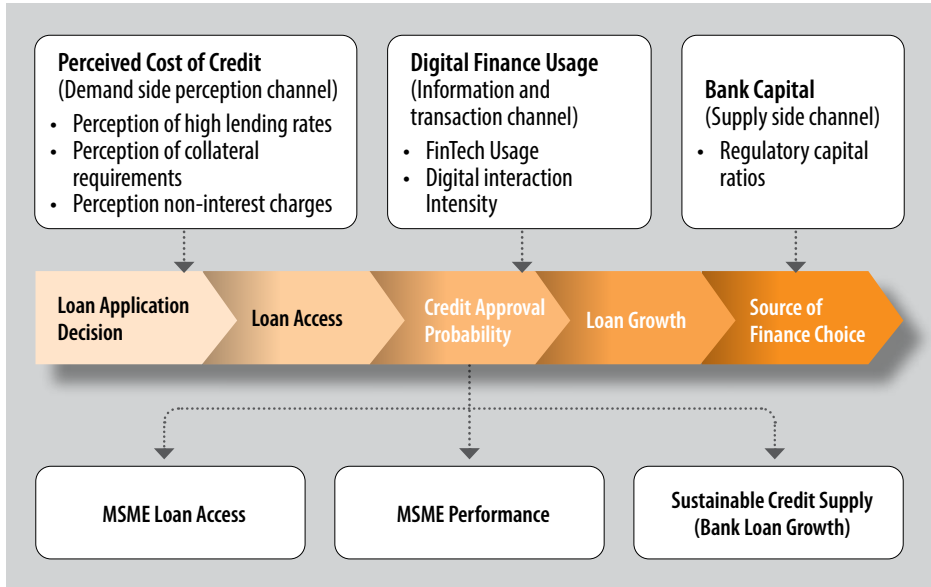 Perceived Cost of Credit
(Demand side perception channel)
• Perception of high lending rates
• Perception of collateral
requirements
• Perception non-interest charges
Digital Finance Usage
(Information and
transaction channel)
• FinTech Usage
• Digital interaction
Intensity
Bank Capital
(Supply side channel)
• Regulatory capital
ratios
Loan Application
Decision
Loan Access
Credit Approval
Probability
Loan Growth
Source of
Finance Choice
MSME Loan Access
MSME Performance
Sustainable Credit Supply
(Bank Loan Growth)